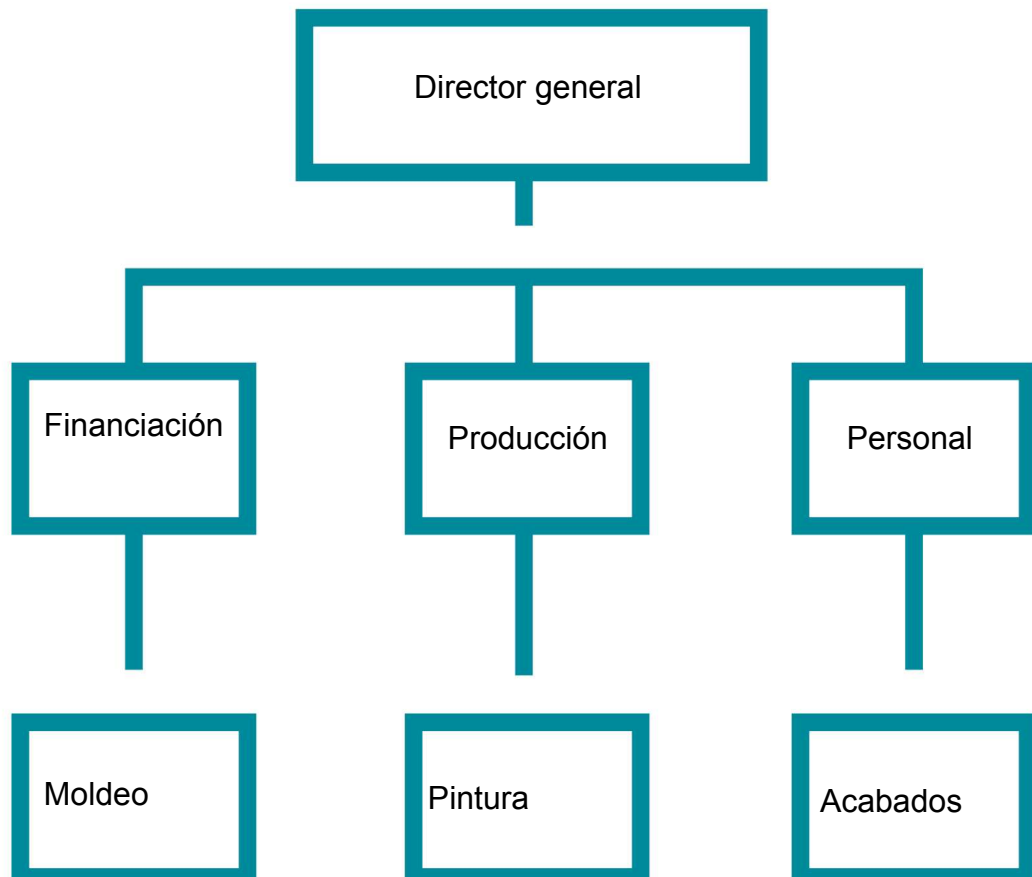 Director general
Financiación
Producción
Personal
Moldeo
Pintura
Acabados